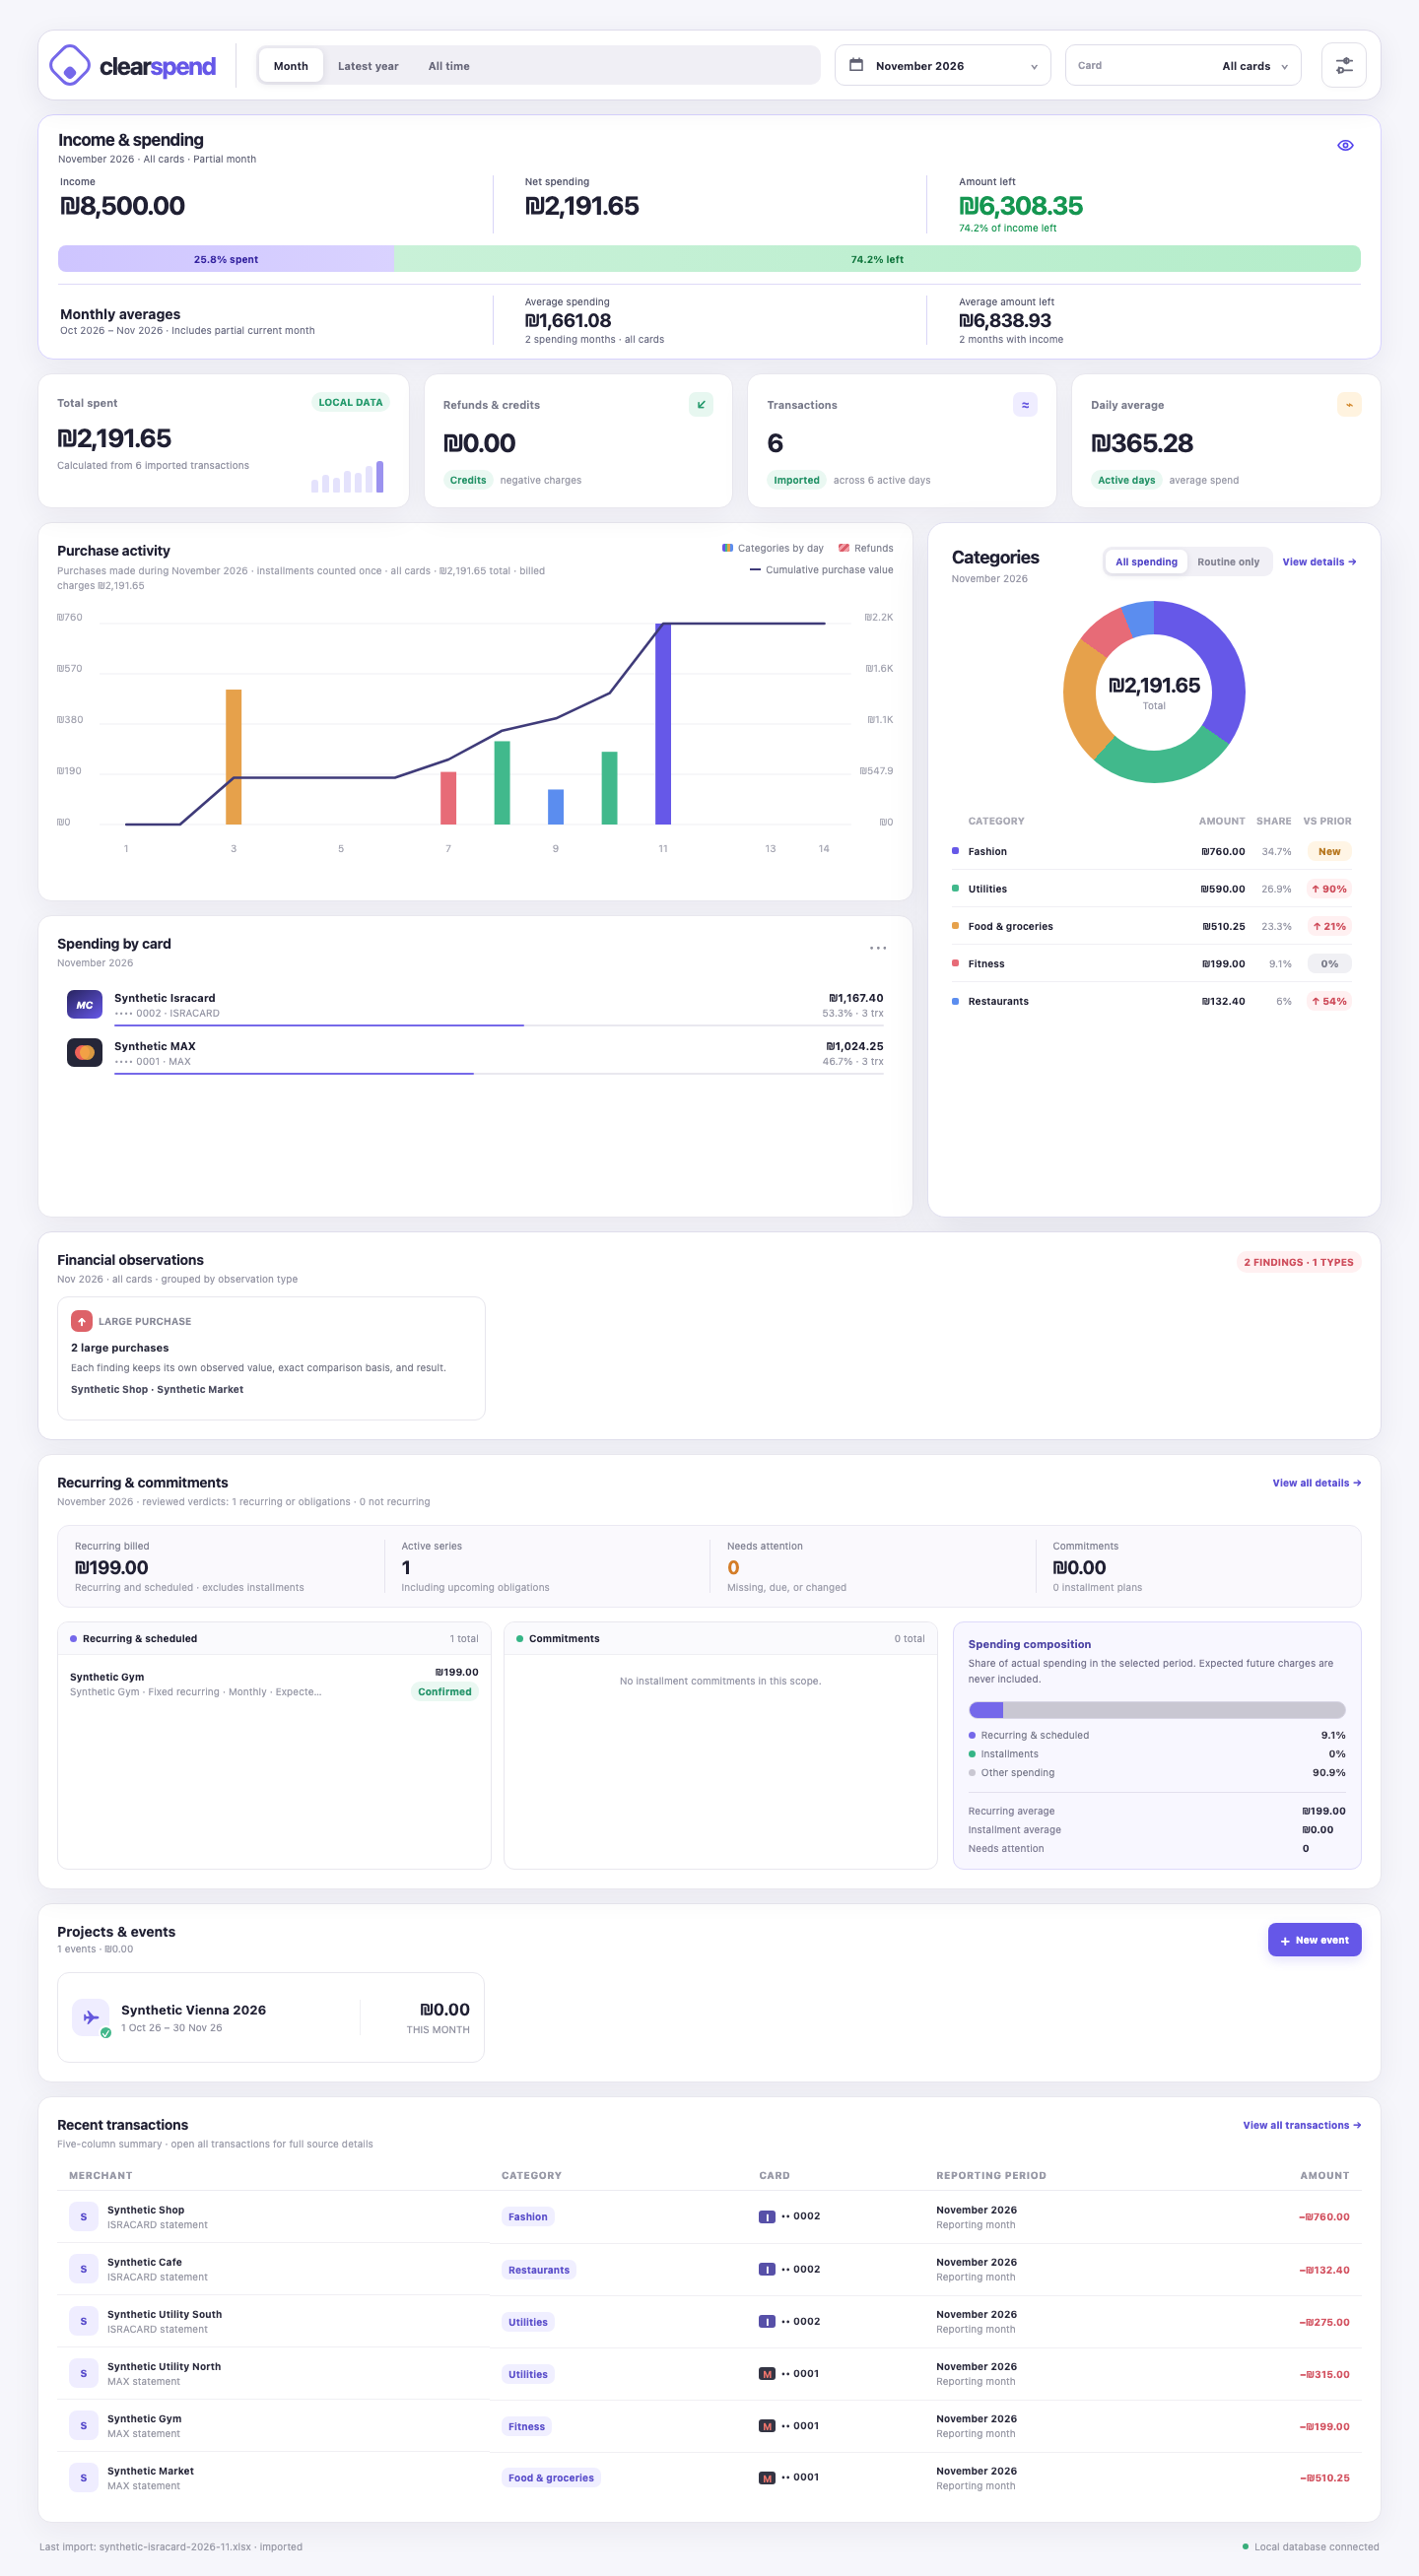 clearspend
Month Latest year All time
November 2026
Card All cards
Income & spending
November 2026 · All cards · Partial month
Income
₪8,500.00
Net spending
₪2,191.65
Amount left
₪6,308.35
74.2% of income left
25.8% spent
74.2% left
Monthly averages
Oct 2026 – Nov 2026 · Includes partial current month
Average spending
₪1,661.08
2 spending months · all cards
Average amount left
₪6,838.93
2 months with income
Total spent
LOCAL DATA
₪2,191.65
Calculated from 6 imported transactions
Refunds & credits
₪0.00
Credits negative charges
Transactions
6
Imported across 6 active days
Daily average
₪365.28
Active days average spend
Purchase activity
Purchases made during November 2026 · installments counted once · all cards · ₪2,191.65 total · billed
charges ₪2,191.65
Categories by day Refunds
Cumulative purchase value
₪760 ₪2.2K
₪570 ₪1.6K
₪380 ₪1.1K
₪190 ₪547.9
₪0 ₪0
1 3 5 7 9 11 13 14
Categories
November 2026
All spending Routine only View details →
₪2,191.65
Total
CATEGORY AMOUNT SHARE VS PRIOR
Fashion ₪760.00 34.7% New
Utilities ₪590.00 26.9% ↑ 90%
Food & groceries ₪510.25 23.3% ↑ 21%
Fitness ₪199.00 9.1% 0%
Restaurants ₪132.40 6% ↑ 54%
Spending by card
November 2026
MC
Synthetic Isracard ₪1,167.40
•••• 0002 · ISRACARD 53.3% · 3 trx
Synthetic MAX ₪1,024.25
•••• 0001 · MAX 46.7% · 3 trx
Financial observations
Nov 2026 · all cards · grouped by observation type
2 FINDINGS · 1 TYPES
LARGE PURCHASE
2 large purchases
Each finding keeps its own observed value, exact comparison basis, and result.
Synthetic Shop · Synthetic Market
Recurring & commitments
November 2026 · reviewed verdicts: 1 recurring or obligations · 0 not recurring
View all details →
Recurring billed
₪199.00
Recurring and scheduled · excludes installments
Active series
1
Including upcoming obligations
Needs attention
0
Missing, due, or changed
Commitments
₪0.00
0 installment plans
Recurring & scheduled 1 total
Synthetic Gym ₪199.00
Synthetic Gym · Fixed recurring · Monthly · Expecte... Confirmed
Commitments 0 total
No installment commitments in this scope.
Spending composition
Share of actual spending in the selected period. Expected future charges are
never included.
Recurring & scheduled 9.1%
Installments 0%
Other spending 90.9%
Recurring average ₪199.00
Installment average ₪0.00
Needs attention 0
Projects & events
1 events · ₪0.00
+ New event
Synthetic Vienna 2026
1 Oct 26 – 30 Nov 26
₪0.00
THIS MONTH
Recent transactions
Five-column summary · open all transactions for full source details
View all transactions →
MERCHANT CATEGORY CARD REPORTING PERIOD AMOUNT
S Synthetic Shop Fashion I •• 0002 November 2026 −₪760.00
ISRACARD statement Reporting month
S Synthetic Cafe Restaurants I •• 0002 November 2026 −₪132.40
ISRACARD statement Reporting month
S Synthetic Utility South Utilities I •• 0002 November 2026 −₪275.00
ISRACARD statement Reporting month
S Synthetic Utility North Utilities M •• 0001 November 2026 −₪315.00
MAX statement Reporting month
S Synthetic Gym Fitness M •• 0001 November 2026 −₪199.00
MAX statement Reporting month
S Synthetic Market Food & groceries M •• 0001 November 2026 −₪510.25
MAX statement Reporting month
Last import: synthetic-isracard-2026-11.xlsx · imported
Local database connected